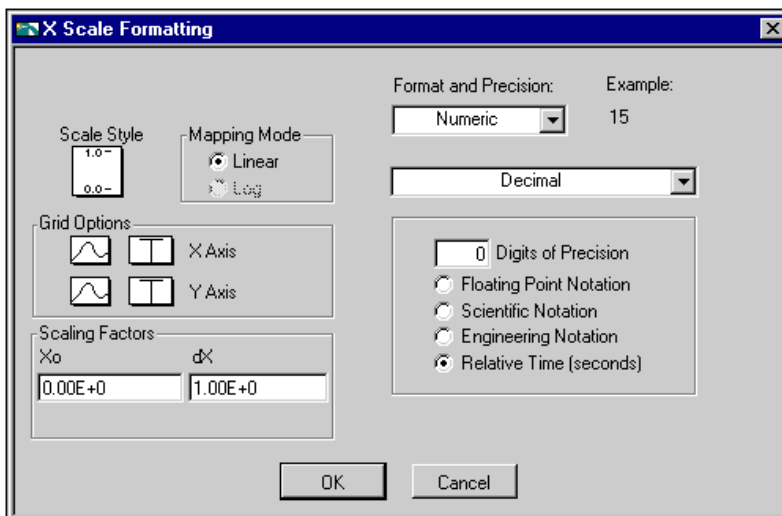 X Scale Formatting
Format and Precision:
Example:
Numeric
15
Scale Style
1.0
0.0
Mapping Mode
Linear
Log
Decimal
Grid Options
X Axis
Y Axis
0 Digits of Precision
Floating Point Notation
Scientific Notation
Engineering Notation
Relative Time (seconds)
Scaling Factors
Xo
dX
0.00E+0
1.00E+0
OK
Cancel